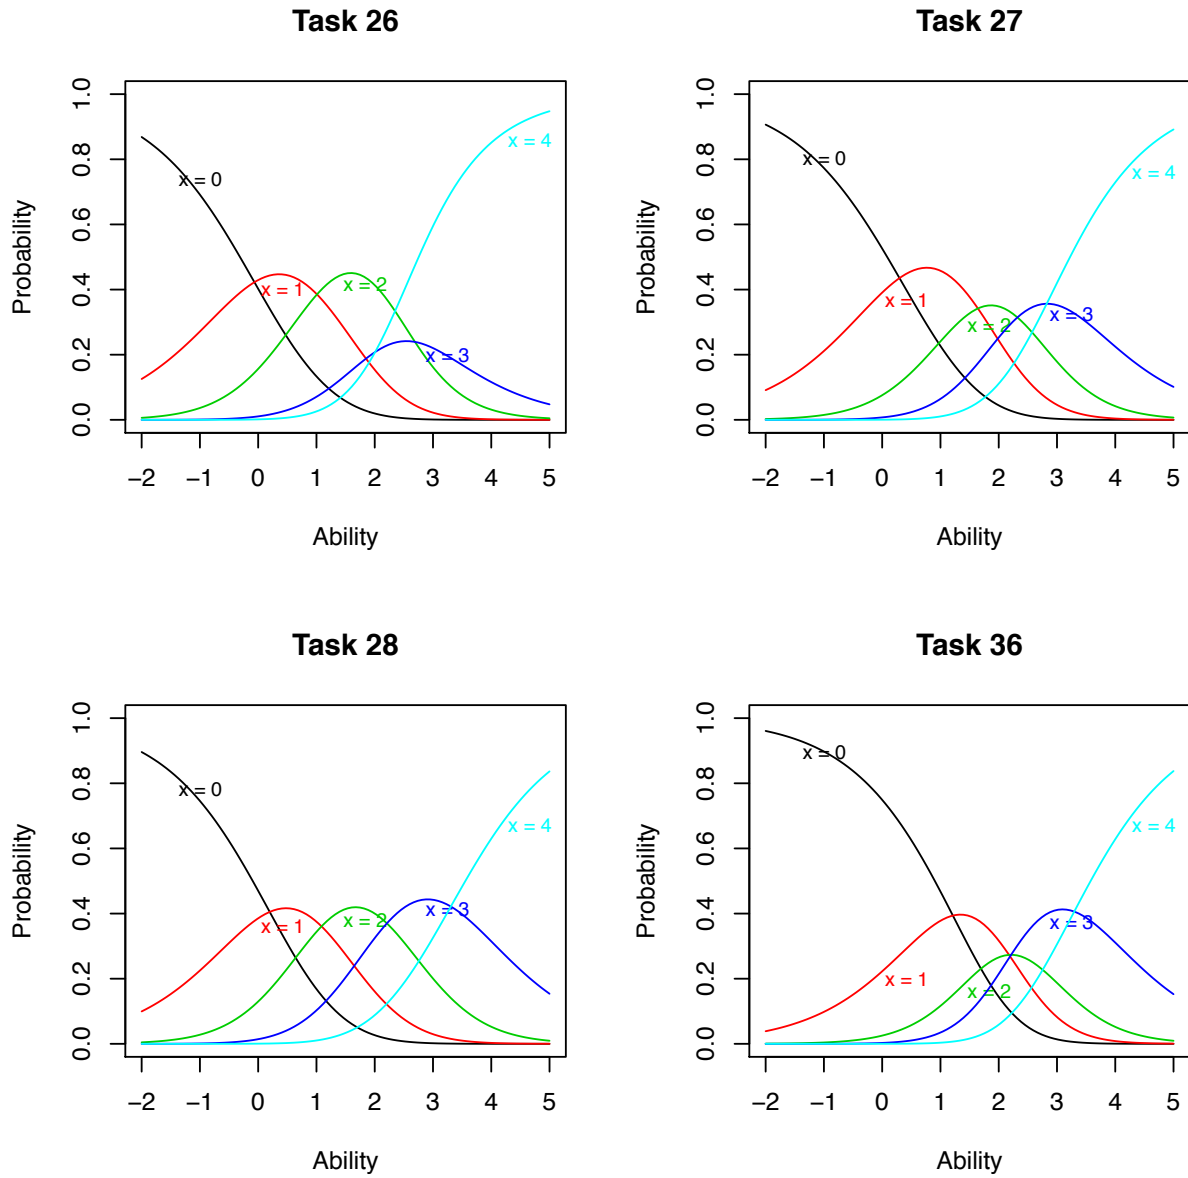 Task 26
1.0
0.8
0.6
0.4
0.2
0.0
Probability
x = 0
x = 1
x = 2
x = 3
x = 4
−2 −1 0 1 2 3 4 5
Ability
Task 27
1.0
0.8
0.6
0.4
0.2
0.0
Probability
x = 0
x = 1
x = 2
x = 3
x = 4
−2 −1 0 1 2 3 4 5
Ability
Task 28
1.0
0.8
0.6
0.4
0.2
0.0
Probability
x = 0
x = 1
x = 2
x = 3
x = 4
−2 −1 0 1 2 3 4 5
Ability
Task 36
1.0
0.8
0.6
0.4
0.2
0.0
Probability
x = 0
x = 1
x = 2
x = 3
x = 4
−2 −1 0 1 2 3 4 5
Ability